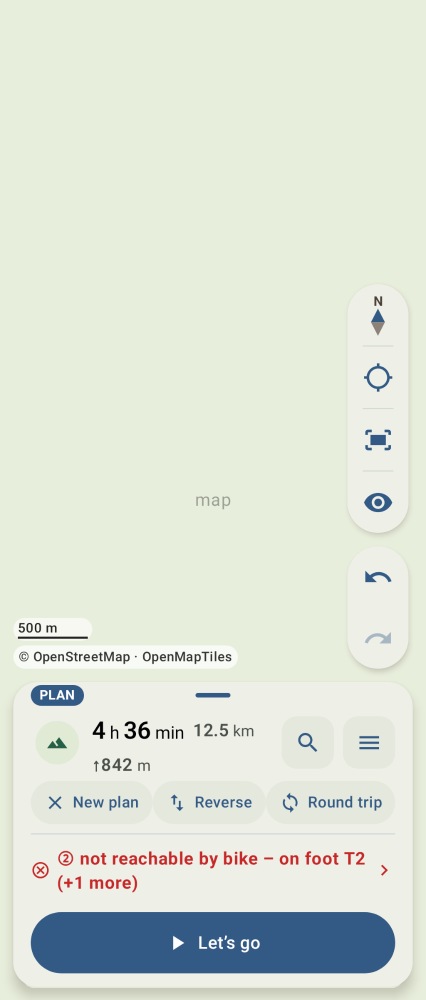 N
map
500 m
© OpenStreetMap · OpenMapTiles
PLAN
4 h 36 min 12.5 km
↑842 m
New plan Reverse Round trip
② not reachable by bike – on foot T2
(+1 more)
Let’s go